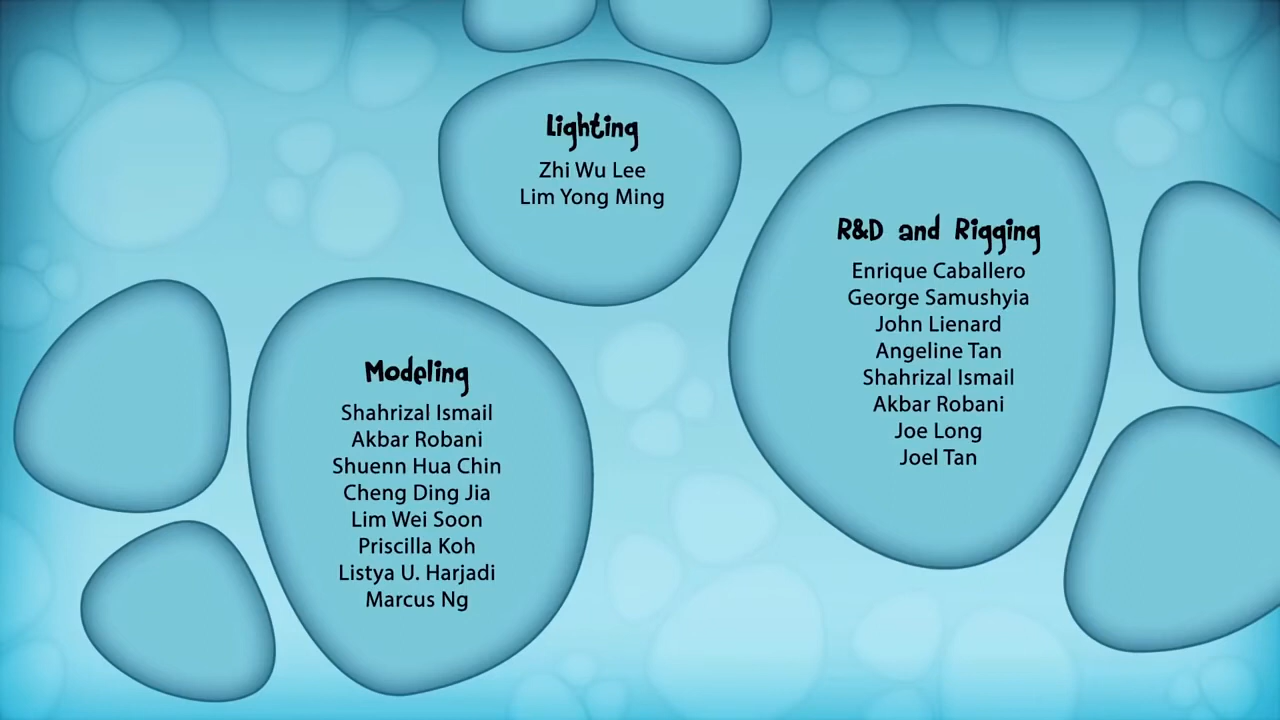 Lighting
Zhi Wu Lee
Lim Yong Ming
R&D and Rigging
Enrique Caballero
George Samushyia
John Lienard
Angeline Tan
Shahrizal Ismail
Akbar Robani
Joe Long
Joel Tan
Modeling
Shahrizal Ismail
Akbar Robani
Shuenn Hua Chin
Cheng Ding Jia
Lim Wei Soon
Priscilla Koh
Listya U. Harjadi
Marcus Ng